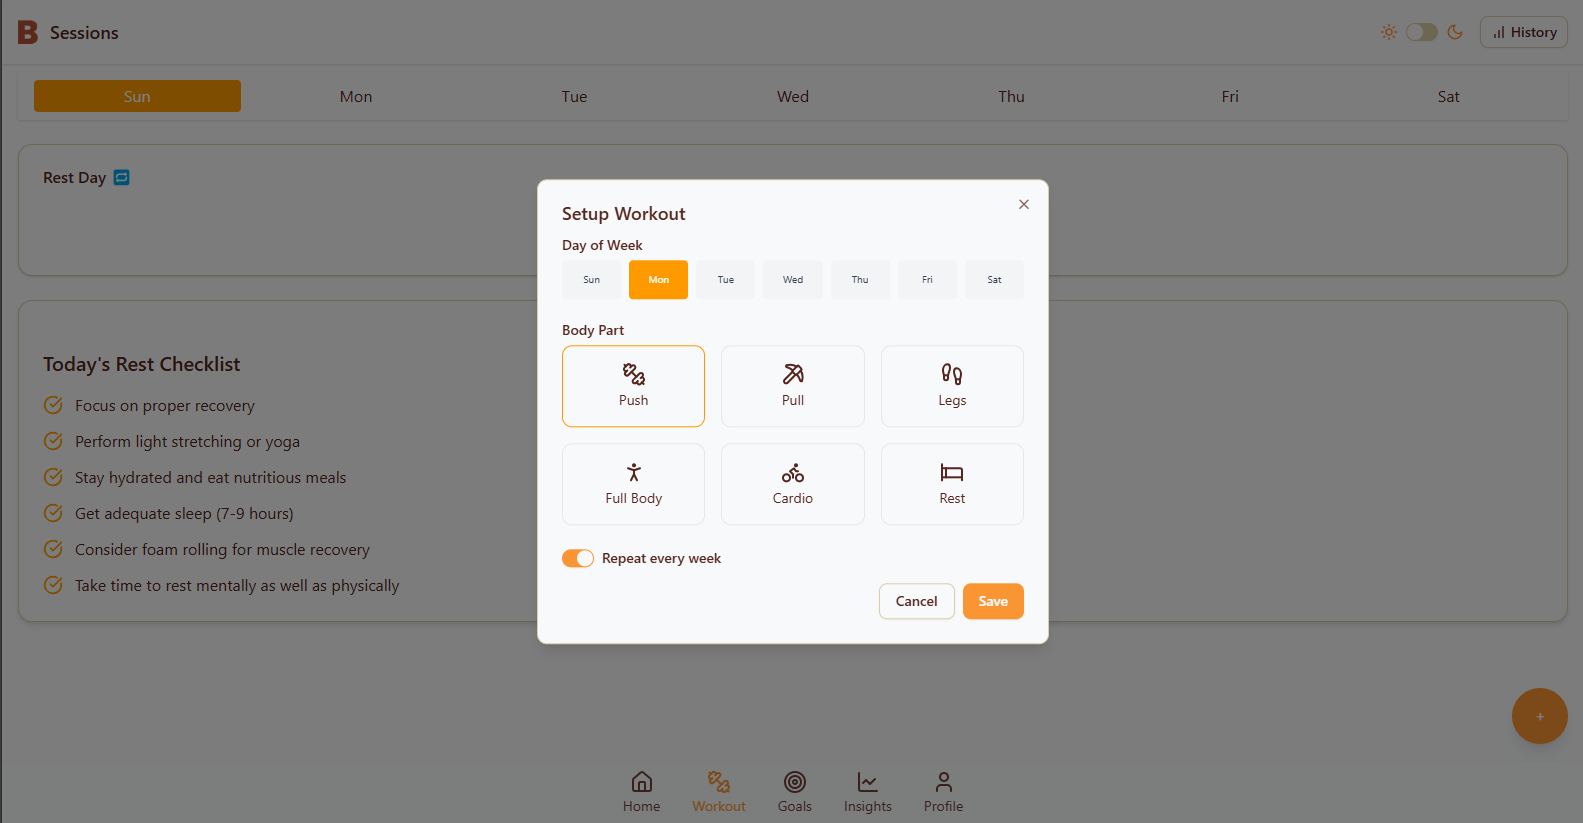 B Sessions
History
Sun Mon Tue Wed Thu Fri Sat
Rest Day
Today's Rest Checklist
Focus on proper recovery
Perform light stretching or yoga
Stay hydrated and eat nutritious meals
Get adequate sleep (7-9 hours)
Consider foam rolling for muscle recovery
Take time to rest mentally as well as physically
Setup Workout
Day of Week
Sun Mon Tue Wed Thu Fri Sat
Body Part
Push Pull Legs
Full Body Cardio Rest
Repeat every week
Cancel Save
+
Home Workout Goals Insights Profile